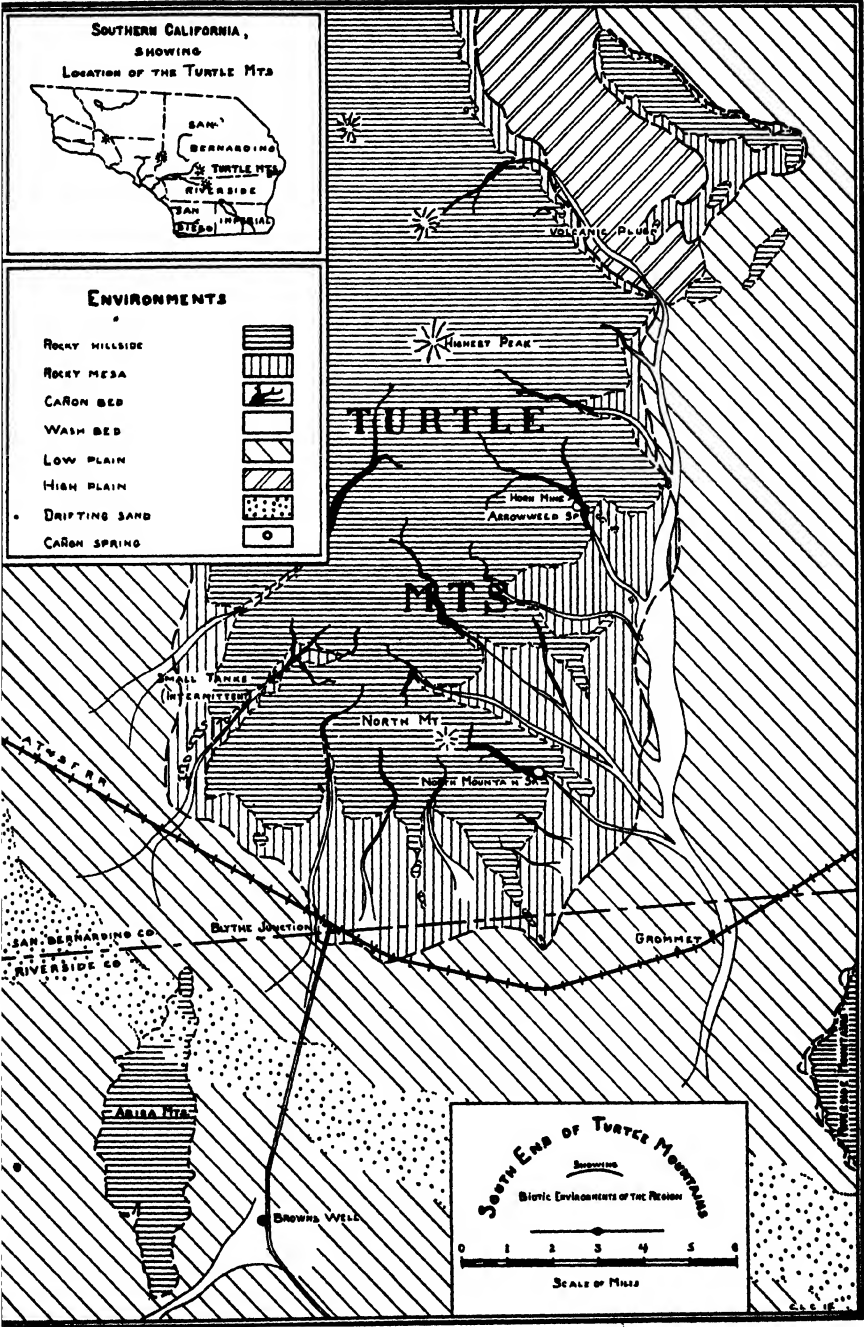 SOUTHERN CALIFORNIA,
SHOWING
LOCATION OF THE TURTLE MTS
SAN
BERNARDINO
TURTLE MTS
RIVERSIDE
SAN
DIEGO
IMPERIAL
ENVIRONMENTS
ROCKY HILLSIDE
ROCKY MESA
CAÑON BED
WASH BED
LOW PLAIN
HIGH PLAIN
DRIFTING SAND
CAÑON SPRING
VOLCANIC PLUG
HIGHEST PEAK
TURTLE
HORN MINE
ARROWWEED SP
MTS
SMALL TANKS
(INTERMITTENT)
NORTH MT
NORTH MOUNTAIN SP.
AT&SFRR
BLYTHE JUNCTION
GROMMET
SAN BERNARDINO CO.
RIVERSIDE CO
ARICA MTS.
MOUNTAINS
BROWNS WELL
SOUTH END OF TURTLE MOUNTAINS
SHOWING
BIOTIC ENVIRONMENTS OF THE REGION
0 1 2 3 4 5 6
SCALE OF MILES